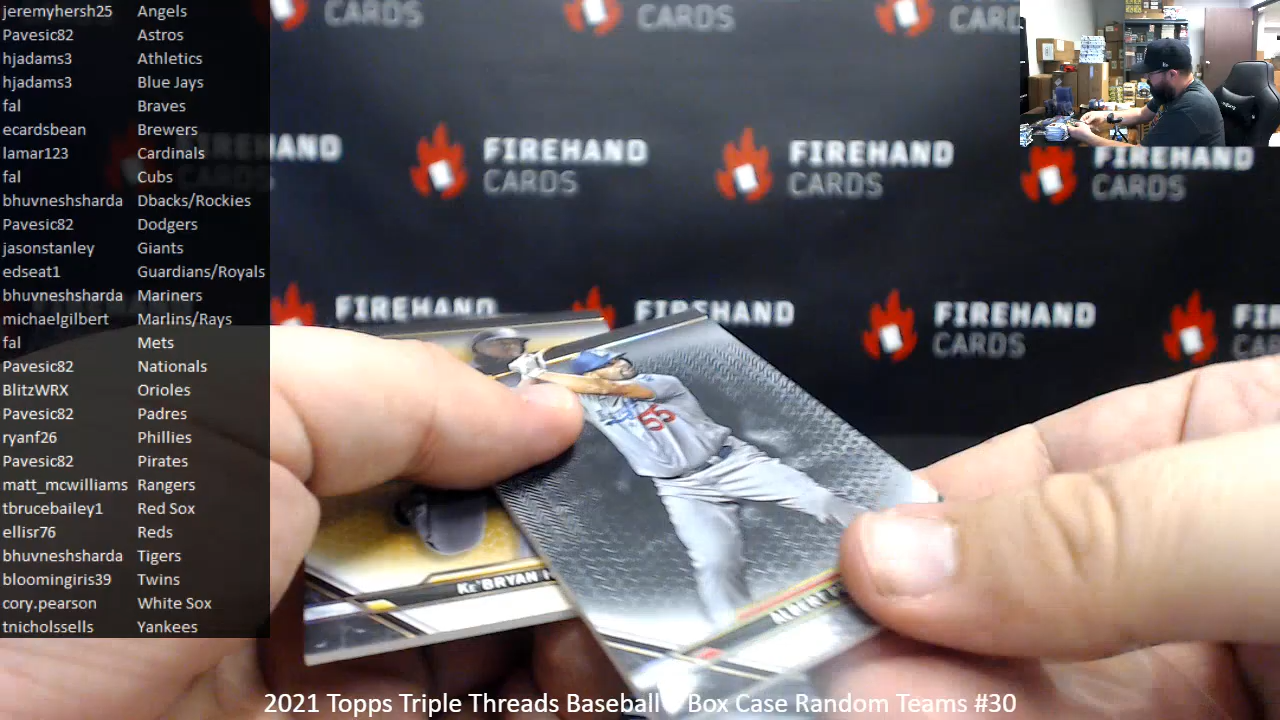 jeremyhersh25 Angels
Pavesic82 Astros
hjadams3 Athletics
hjadams3 Blue Jays
fal Braves
ecardsbean Brewers
lamar123 Cardinals
fal Cubs
bhuvneshsharda Dbacks/Rockies
Pavesic82 Dodgers
jasonstanley Giants
edseat1 Guardians/Royals
bhuvneshsharda Mariners
michaelgilbert Marlins/Rays
fal Mets
Pavesic82 Nationals
BlitzWRX Orioles
Pavesic82 Padres
ryanf26 Phillies
Pavesic82 Pirates
matt_mcwilliams Rangers
tbrucebailey1 Red Sox
ellisr76 Reds
bhuvneshsharda Tigers
bloomingiris39 Twins
cory.pearson White Sox
tnicholssells Yankees
CARDS CARDS CARDS
HAND FIREHAND FIREHAND FIREHAND
CARDS CARDS CARDS
FIREHAND FIREHAND FIREHAND
CARDS
55
KE'BRYAN
ALBERT
2021 Topps Triple Threads Baseball Box Case Random Teams #30